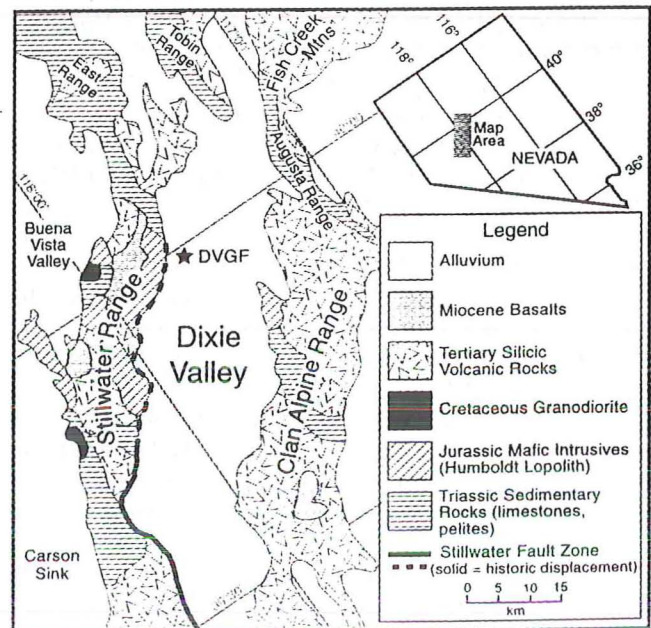 East
Range
Tobin
Range
Fish Creek
Mtns
Augusta Range
118°00'
Buena
Vista
Valley
DVGF
Stillwater Range
Dixie
Valley
Clan Alpine Range
Carson
Sink
118°
116°
40°
38°
36°
Map
Area
NEVADA
Legend
Alluvium
Miocene Basalts
Tertiary Silicic
Volcanic Rocks
Cretaceous Granodiorite
Jurassic Mafic Intrusives
(Humboldt Lopolith)
Triassic Sedimentary
Rocks (limestones,
pelites)
Stillwater Fault Zone
(solid = historic displacement)
0 5 10 15
km